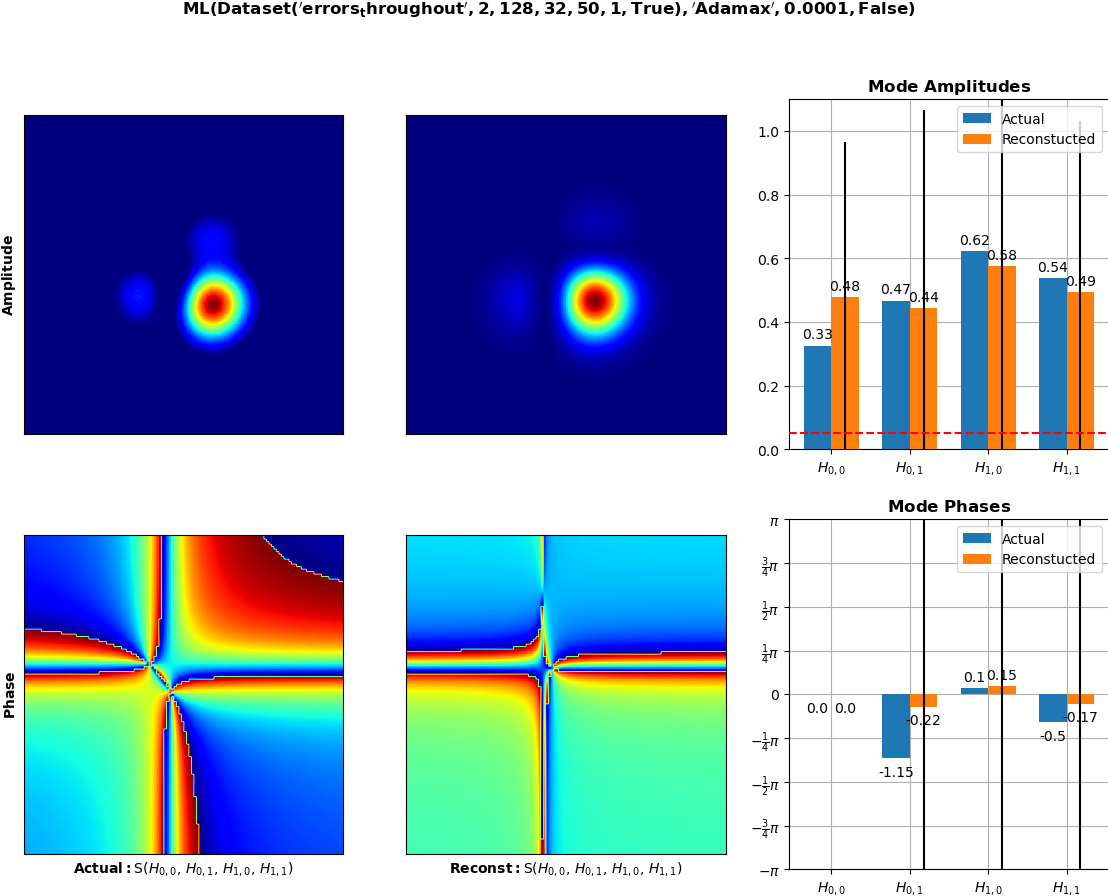 ML(Dataset('errors_throughout', 2, 128, 32, 50, 1, True), 'Adamax', 0.0001, False)
Amplitude
Mode Amplitudes
Actual
Reconstucted
1.0
0.8
0.6
0.4
0.2
0.0
0.33
0.48
0.47
0.44
0.62
0.58
0.54
0.49
H0,0
H0,1
H1,0
H1,1
Phase
Actual: S(H0,0, H0,1, H1,0, H1,1)
Reconst: S(H0,0, H0,1, H1,0, H1,1)
Mode Phases
Actual
Reconstucted
π
3/4π
1/2π
1/4π
0
−1/4π
−1/2π
−3/4π
−π
0.0
0.0
-1.15
-0.22
0.1
0.15
-0.5
-0.17
H0,0
H0,1
H1,0
H1,1